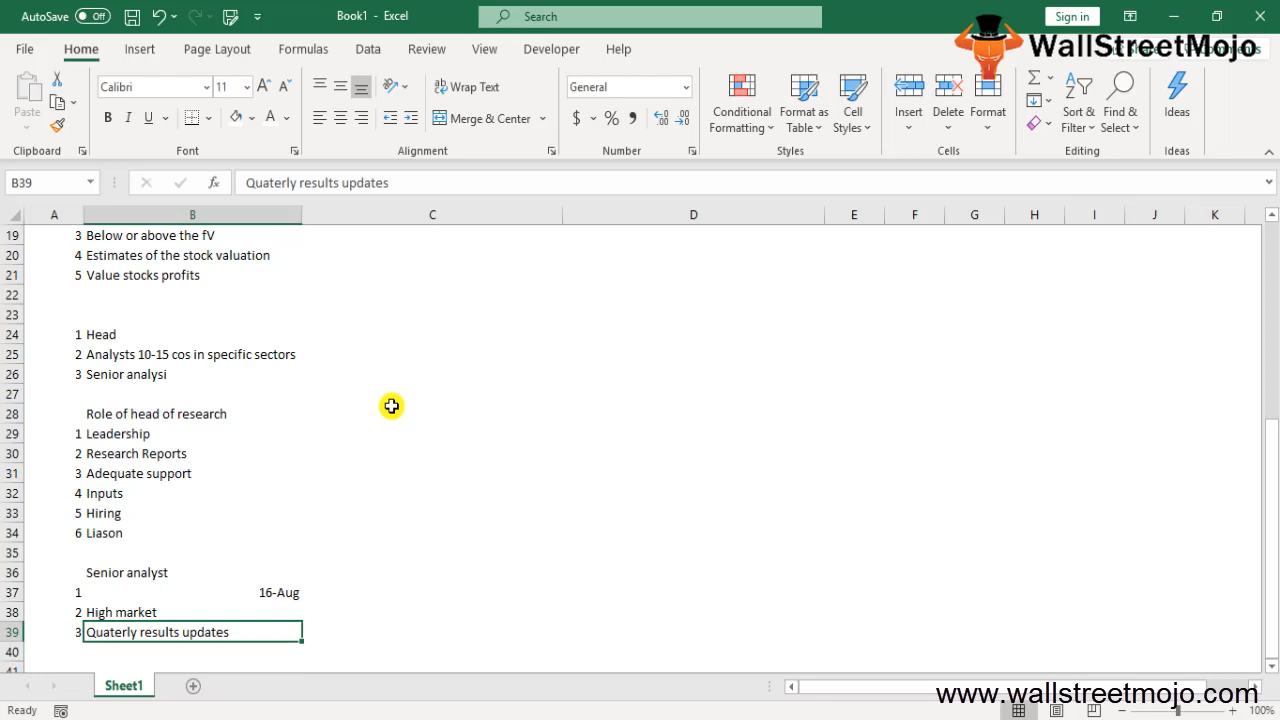 AutoSave Off Book1 - Excel Search Sign in
WallStreetMojo
File Home Insert Page Layout Formulas Data Review View Developer Help
Paste Calibri 11 Wrap Text General Conditional Format as Cell Insert Delete Format Sort & Find & Ideas
Merge & Center Formatting Table Styles Filter Select
Clipboard Font Alignment Number Styles Cells Editing Ideas
B39 fx Quaterly results updates
A B C D E F G H I J K
19 3 Below or above the fV
20 4 Estimates of the stock valuation
21 5 Value stocks profits
22
23
24 1 Head
25 2 Analysts 10-15 cos in specific sectors
26 3 Senior analysi
27
28 Role of head of research
29 1 Leadership
30 2 Research Reports
31 3 Adequate support
32 4 Inputs
33 5 Hiring
34 6 Liason
35
36 Senior analyst
37 1 16-Aug
38 2 High market
39 3 Quaterly results updates
40
41
Sheet1
www.wallstreetmojo.com
Ready 100%